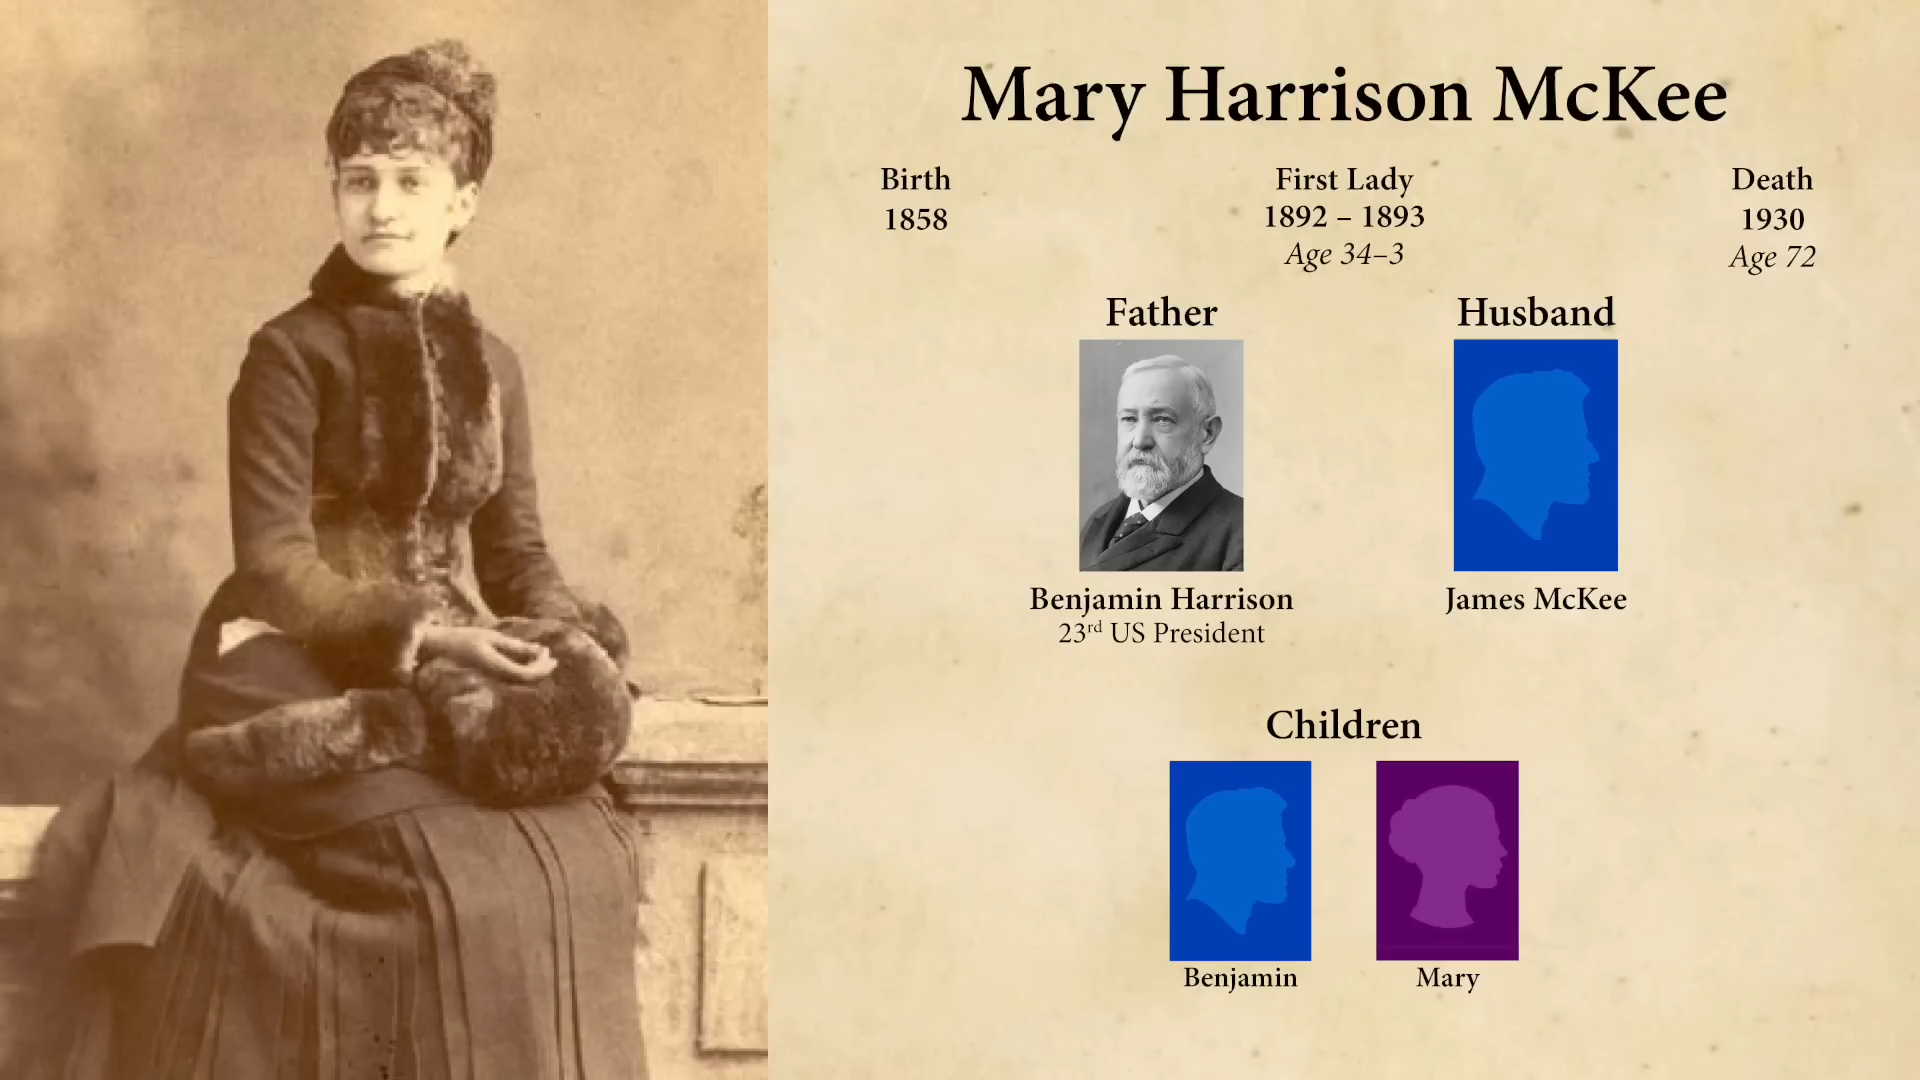 Mary Harrison McKee
Birth
1858
First Lady
1892 – 1893
Age 34–3
Death
1930
Age 72
Father
Benjamin Harrison
23rd US President
Husband
James McKee
Children
Benjamin
Mary